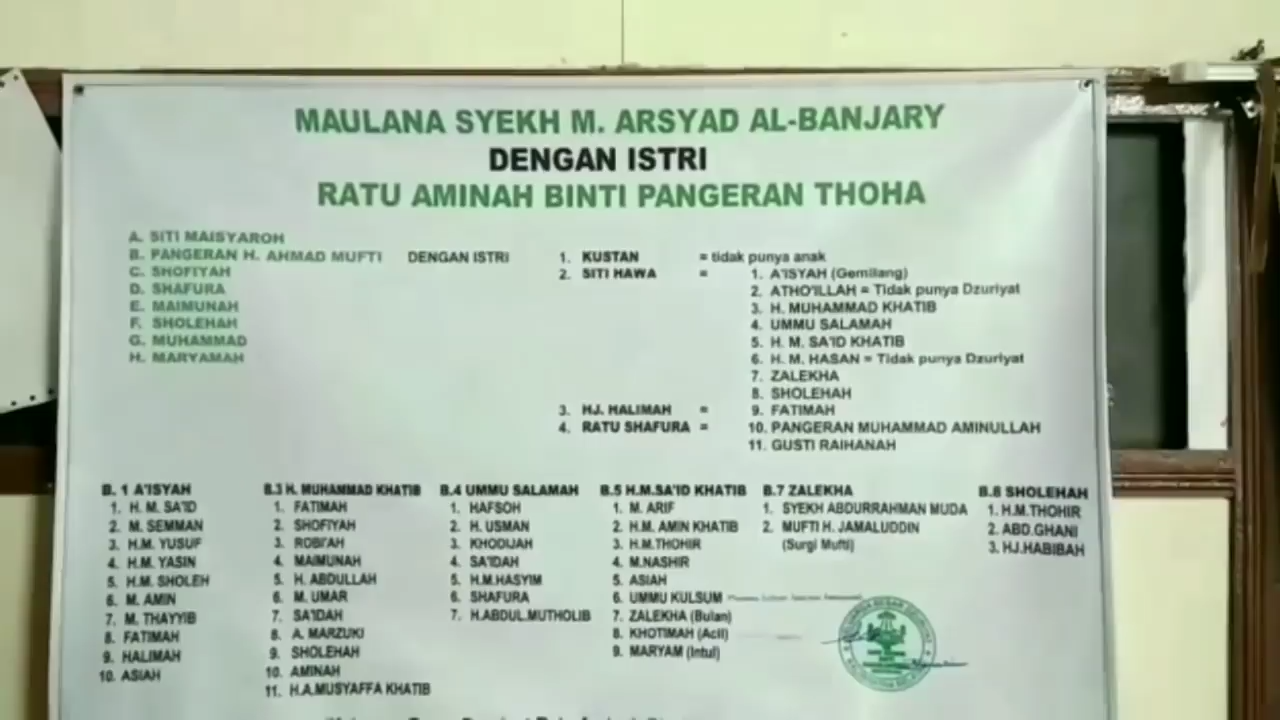 MAULANA SYEKH M. ARSYAD AL-BANJARY
DENGAN ISTRI
RATU AMINAH BINTI PANGERAN THOHA
A. SITI MAISYAROH
B. PANGERAN H. AHMAD MUFTI DENGAN ISTRI
C. SHOFIYAH
D. SHAFURA
E. MAIMUNAH
F. SHOLEHAH
G. MUHAMMAD
H. MARYAMAH
1. KUSTAN = tidak punya anak
2. SITI HAWA = 1. A'ISYAH (Gemilang)
2. ATHO'ILLAH = Tidak punya Dzuriyat
3. H. MUHAMMAD KHATIB
4. UMMU SALAMAH
5. H. M. SA'ID KHATIB
6. H. M. HASAN = Tidak punya Dzuriyat
7. ZALEKHA
8. SHOLEHAH
3. HJ. HALIMAH = 9. FATIMAH
4. RATU SHAFURA = 10. PANGERAN MUHAMMAD AMINULLAH
11. GUSTI RAIHANAH
B. 1 A'ISYAH
1. H. M. SA'ID
2. M. SEMMAN
3. H.M. YUSUF
4. H.M. YASIN
5. H.M. SHOLEH
6. M. AMIN
7. M. THAYYIB
8. FATIMAH
9. HALIMAH
10. ASIAH
B.3 H. MUHAMMAD KHATIB
1. FATIMAH
2. SHOFIYAH
3. ROBI'AH
4. MAIMUNAH
5. H. ABDULLAH
6. M. UMAR
7. SA'IDAH
8. A. MARZUKI
9. SHOLEHAH
10. AMINAH
11. H.A.MUSYAFFA KHATIB
B.4 UMMU SALAMAH
1. HAFSOH
2. H. USMAN
3. KHODIJAH
4. SA'IDAH
5. H.M.HASYIM
6. SHAFURA
7. H.ABDUL.MUTHOLIB
B.5 H.M.SA'ID KHATIB
1. M. ARIF
2. H.M. AMIN KHATIB
3. H.M.THOHIR
4. M.NASHIR
5. ASIAH
6. UMMU KULSUM
7. ZALEKHA (Bulan)
8. KHOTIMAH (Acil)
9. MARYAM (Intul)
B.7 ZALEKHA
1. SYEKH ABDURRAHMAN MUDA
2. MUFTI H. JAMALUDDIN
(Surgi Mufti)
B.8 SHOLEHAH
1. H.M.THOHIR
2. ABD.GHANI
3. HJ.HABIBAH